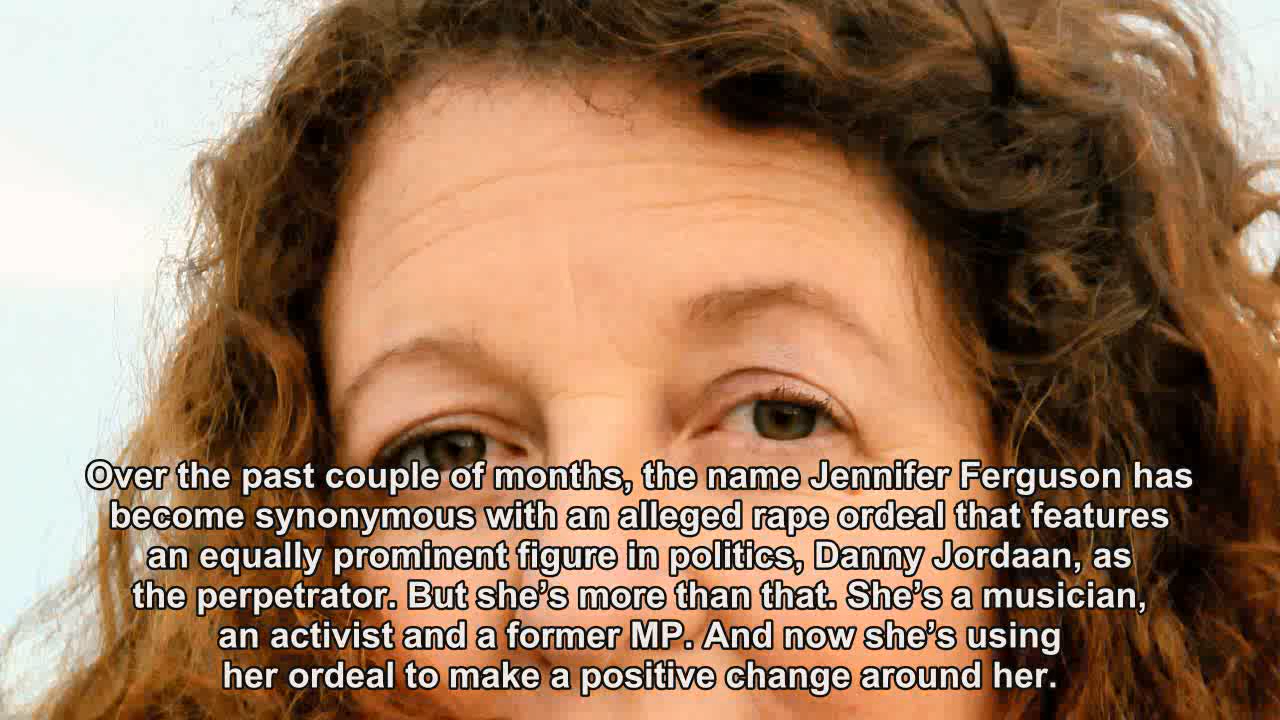 Over the past couple of months, the name Jennifer Ferguson has
become synonymous with an alleged rape ordeal that features
an equally prominent figure in politics, Danny Jordaan, as
the perpetrator. But she’s more than that. She’s a musician,
an activist and a former MP. And now she’s using
her ordeal to make a positive change around her.